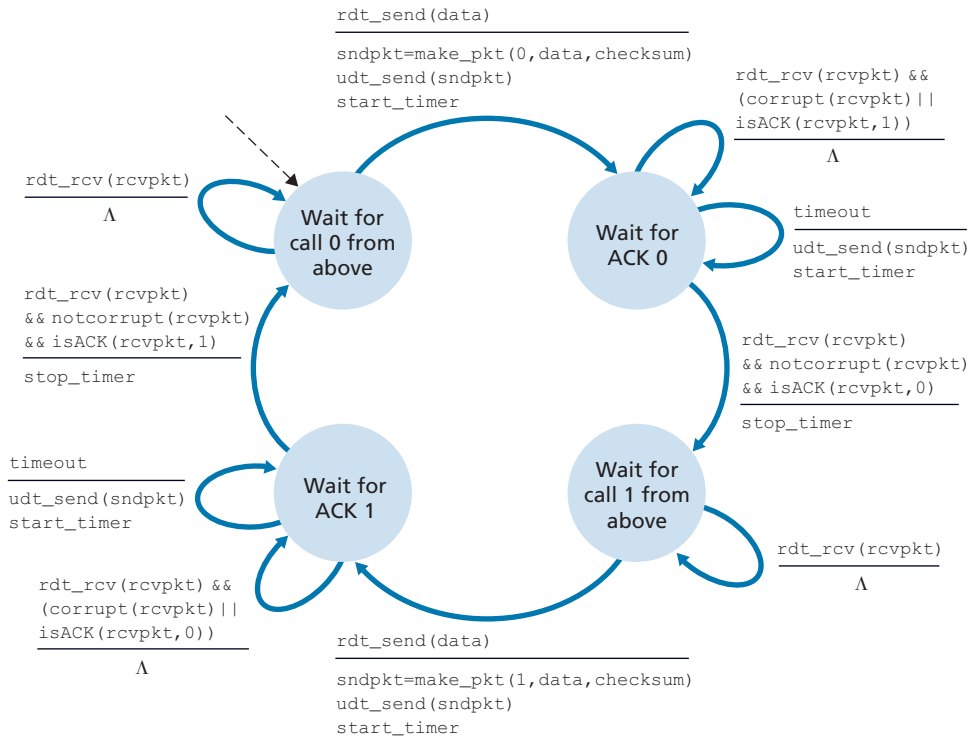 rdt_send(data)
sndpkt=make_pkt(0,data,checksum)
udt_send(sndpkt)
start_timer
rdt_rcv(rcvpkt) &&
(corrupt(rcvpkt)||
isACK(rcvpkt,1))
Λ
rdt_rcv(rcvpkt)
Λ
Wait for
call 0 from
above
Wait for
ACK 0
timeout
udt_send(sndpkt)
start_timer
rdt_rcv(rcvpkt)
&& notcorrupt(rcvpkt)
&& isACK(rcvpkt,1)
stop_timer
rdt_rcv(rcvpkt)
&& notcorrupt(rcvpkt)
&& isACK(rcvpkt,0)
stop_timer
timeout
udt_send(sndpkt)
start_timer
Wait for
ACK 1
Wait for
call 1 from
above
rdt_rcv(rcvpkt)
Λ
rdt_rcv(rcvpkt) &&
(corrupt(rcvpkt)||
isACK(rcvpkt,0))
Λ
rdt_send(data)
sndpkt=make_pkt(1,data,checksum)
udt_send(sndpkt)
start_timer